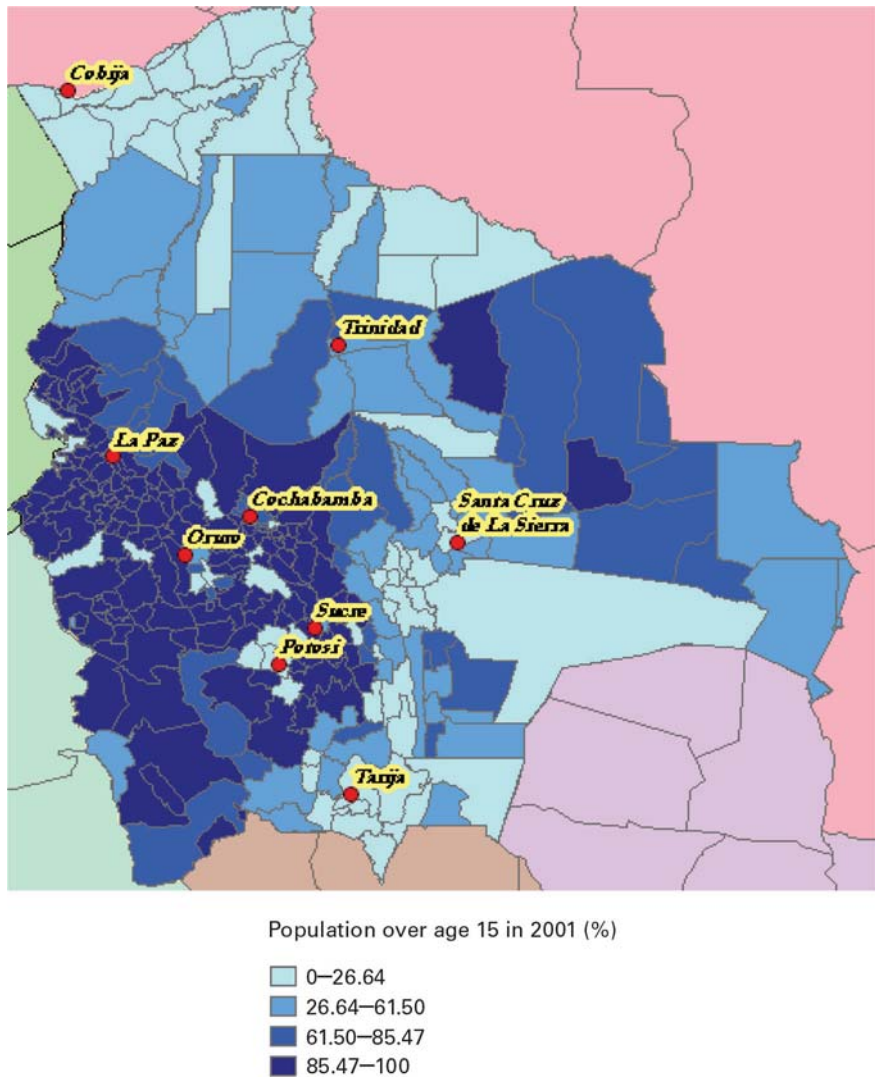 Cobija
Trinidad
La Paz
Cochabamba
Santa Cruz
de La Sierra
Oruro
Sucre
Potosi
Tarija
Population over age 15 in 2001 (%)
0–26.64
26.64–61.50
61.50–85.47
85.47–100